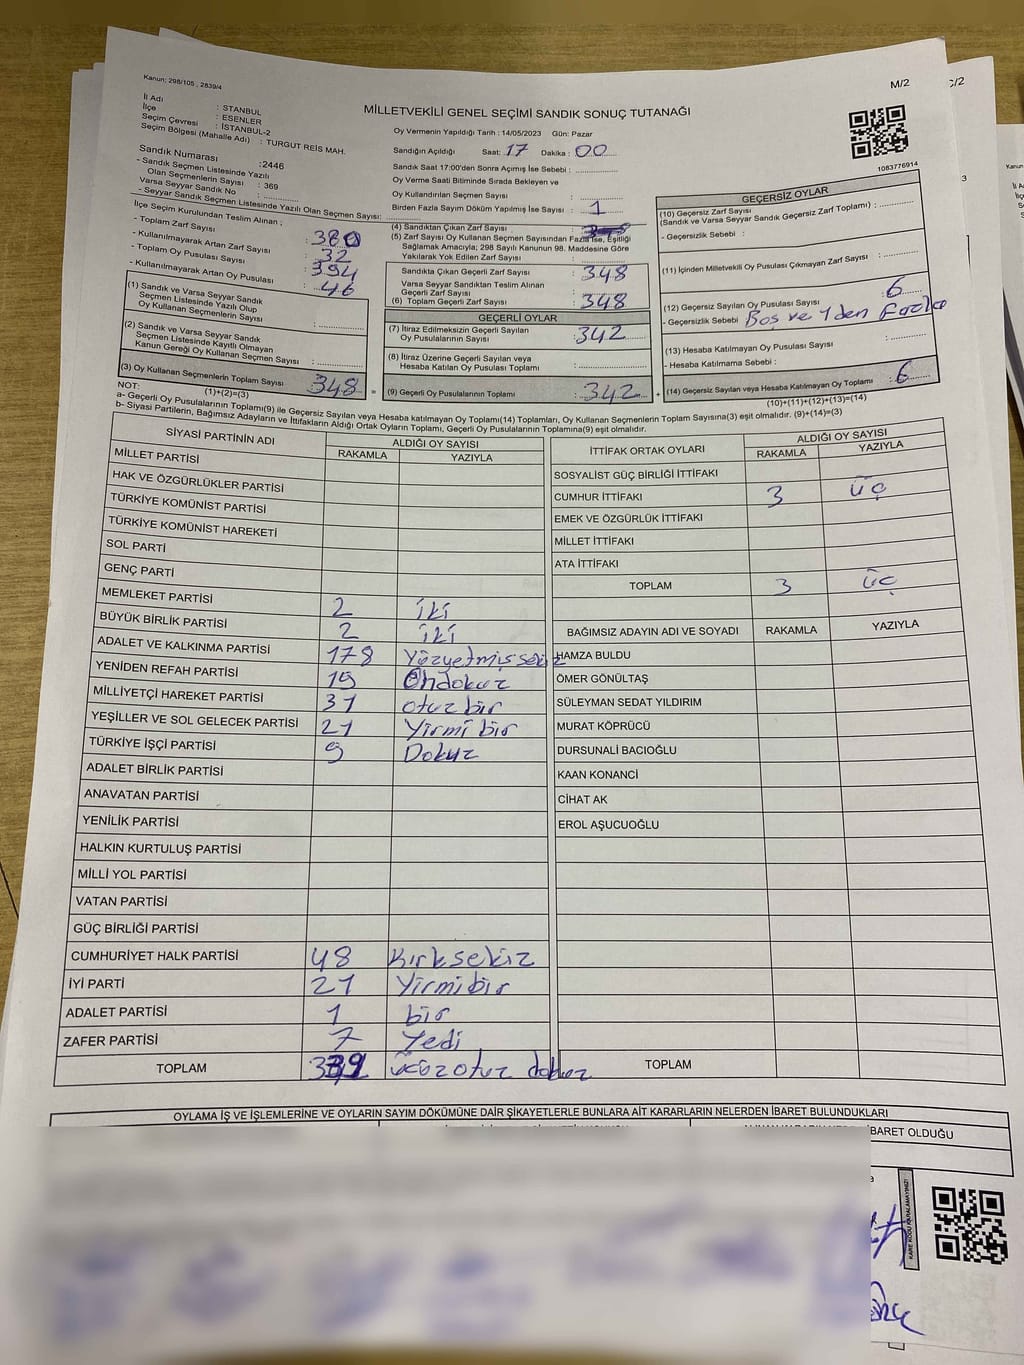 Kanun: 298/105 , 2839/4
M/2
C/2
İl Adı : STANBUL
İlçe : ESENLER
Seçim Çevresi : İSTANBUL-2
Seçim Bölgesi (Mahalle Adı) : TURGUT REİS MAH.
MİLLETVEKİLİ GENEL SEÇİMİ SANDIK SONUÇ TUTANAĞI
Oy Vermenin Yapıldığı Tarih : 14/05/2023 Gün: Pazar
Sandığın Açıldığı Saat: 17 Dakika : 00
1083776914
Sandık Numarası :2446
- Sandık Seçmen Listesinde Yazılı
Olan Seçmenlerin Sayısı : 369
Varsa Seyyar Sandık No :
- Seyyar Sandık Seçmen Listesinde Yazılı Olan Seçmen Sayısı:
Sandık Saat 17:00'den Sonra Açımış İse Sebebi :
Oy Verme Saati Bitiminde Sırada Bekleyen ve
Oy Kullandırılan Seçmen Sayısı :
Birden Fazla Sayım Döküm Yapılmış İse Sayısı : 1
İlçe Seçim Kurulundan Teslim Alınan ;
- Toplam Zarf Sayısı : 380
- Kullanılmayarak Artan Zarf Sayısı : 32
- Toplam Oy Pusulası Sayısı : 394
- Kullanılmayarak Artan Oy Pusulası : 46
(1) Sandık ve Varsa Seyyar Sandık
Seçmen Listesinde Yazılı Olup
Oy Kullanan Seçmenlerin Sayısı :
(2) Sandık ve Varsa Seyyar Sandık
Seçmen Listesinde Kayıtlı Olmayan
Kanun Gereği Oy Kullanan Seçmen Sayısı :
(3) Oy Kullanan Seçmenlerin Toplam Sayısı : 348 =
(1)+(2)=(3)
(4) Sandıktan Çıkan Zarf Sayısı : 348
(5) Zarf Sayısı Oy Kullanan Seçmen Sayısından Fazla İse, Eşitliği
Sağlamak Amacıyla; 298 Sayılı Kanunun 98. Maddesine Göre
Yakılarak Yok Edilen Zarf Sayısı :
Sandıkta Çıkan Geçerli Zarf Sayısı : 348
Varsa Seyyar Sandıktan Teslim Alınan
Geçerli Zarf Sayısı :
(6) Toplam Geçerli Zarf Sayısı : 348
GEÇERLİ OYLAR
(7) İtiraz Edilmeksizin Geçerli Sayılan
Oy Pusulasının Sayısı : 342
(8) İtiraz Üzerine Geçerli Sayılan veya
Hesaba Katılan Oy Pusulası Toplamı :
(9) Geçerli Oy Pusulalarının Toplamı : 342 +
GEÇERSİZ OYLAR
(10) Geçersiz Zarf Sayısı
(Sandık ve Varsa Seyyar Sandık Geçersiz Zarf Toplamı) :
- Geçersizlik Sebebi :
(11) İçinden Milletvekili Oy Pusulası Çıkmayan Zarf Sayısı :
(12) Geçersiz Sayılan Oy Pusulası Sayısı : 6
- Geçersizlik Sebebi : Boş ve 1 den Fazla
(13) Hesaba Katılmayan Oy Pusulası Sayısı :
- Hesaba Katılmama Sebebi :
(14) Geçersiz Sayılan veya Hesaba Katılmayan Oy Toplamı : 6
(10)+(11)+(12)+(13)=(14)
NOT:
a- Geçerli Oy Pusulalarının Toplamı(9) ile Geçersiz Sayılan veya Hesaba katılmayan Oy Toplamı(14) Toplamları, Oy Kullanan Seçmenlerin Toplam Sayısına(3) eşit olmalıdır. (9)+(14)=(3)
b- Siyasi Partilerin, Bağımsız Adayların ve İttifakların Aldığı Ortak Oyların Toplamı, Geçerli Oy Pusulalarının Toplamına(9) eşit olmalıdır.
SİYASİ PARTİNİN ADI ALDIĞI OY SAYISI
RAKAMLA YAZIYLA
MİLLET PARTİSİ
HAK VE ÖZGÜRLÜKLER PARTİSİ
TÜRKİYE KOMÜNİST PARTİSİ
TÜRKİYE KOMÜNİST HAREKETİ
SOL PARTİ
GENÇ PARTİ
MEMLEKET PARTİSİ 2 iki
BÜYÜK BİRLİK PARTİSİ 2 iki
ADALET VE KALKINMA PARTİSİ 178 Yüzyetmişsekiz
YENİDEN REFAH PARTİSİ 19 Ondokuz
MİLLİYETÇİ HAREKET PARTİSİ 31 otuz bir
YEŞİLLER VE SOL GELECEK PARTİSİ 21 Yirmi bir
TÜRKİYE İŞÇİ PARTİSİ 9 Dokuz
ADALET BİRLİK PARTİSİ
ANAVATAN PARTİSİ
YENİLİK PARTİSİ
HALKIN KURTULUŞ PARTİSİ
MİLLİ YOL PARTİSİ
VATAN PARTİSİ
GÜÇ BİRLİĞİ PARTİSİ
CUMHURİYET HALK PARTİSİ 48 Kırksekiz
İYİ PARTİ 21 Yirmibir
ADALET PARTİSİ 1 bir
ZAFER PARTİSİ 7 Yedi
TOPLAM 339 üçüz otuz dokuz
İTTİFAK ORTAK OYLARI ALDIĞI OY SAYISI
RAKAMLA YAZIYLA
SOSYALİST GÜÇ BİRLİĞİ İTTİFAKI
CUMHUR İTTİFAKI 3 üç
EMEK VE ÖZGÜRLÜK İTTİFAKI
MİLLET İTTİFAKI
ATA İTTİFAKI
TOPLAM 3 üç
BAĞIMSIZ ADAYIN ADI VE SOYADI RAKAMLA YAZIYLA
HAMZA BULDU
ÖMER GÖNÜLTAŞ
SÜLEYMAN SEDAT YILDIRIM
MURAT KÖPRÜCÜ
DURSUNALİ BACIOĞLU
KAAN KONANCİ
CİHAT AK
EROL AŞUCUOĞLU
TOPLAM
OYLAMA İŞ VE İŞLEMLERİNE VE OYLARIN SAYIM DÖKÜMÜNE DAİR ŞİKAYETLERLE BUNLARA AİT KARARLARIN NELERDEN İBARET BULUNDUKLARI
BARET OLDUĞU
KARE KODU KARALAMAYINIZ!